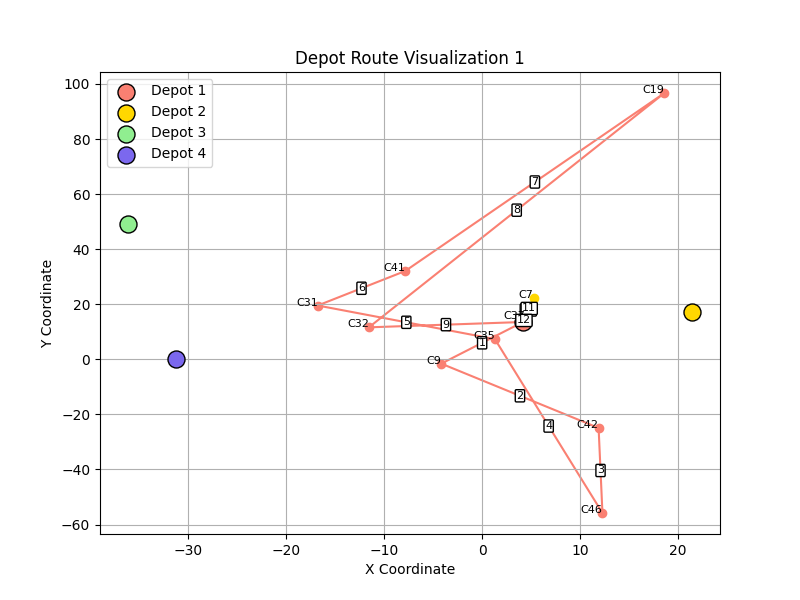 Depot Route Visualization 1
Depot 1
Depot 2
Depot 3
Depot 4
C19
7
8
C41
6
C31
C7
11
12
C32
5
9
C35
1
C9
2
4
C42
3
C46
100
80
60
40
20
0
−20
−40
−60
Y Coordinate
−30
−20
−10
0
10
20
X Coordinate